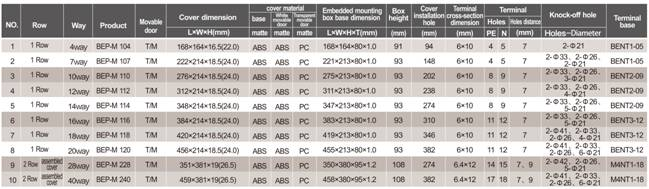 NO. Row Way Product Movable door Cover dimension cover material Embedded mounting box base dimension Box height Cover installation hole Terminal cross-section dimension Terminal Knock-off hole Terminal base
base White movable door Transparent movable door Holes Holes distance
L×W×H(mm) matte matte matte L×W×H×T(mm) (mm) (mm) (mm) PE N (mm) Holes~Diameter
1 1 Row 4way BEP-M 104 T/M 168×164×16.5(22.0) ABS ABS PC 168×164×80×1.0 91 94 6×10 4 5 7 2-Φ21 BENT1-05
2 1 Row 7way BEP-M 107 T/M 222×214×18.5(24.0) ABS ABS PC 221×213×80×1.0 93 148 6×10 4 5 7 2-Φ33, 2-Φ26, 2-Φ21 BENT1-05
3 1 Row 10way BEP-M 110 T/M 276×214×18.5(24.0) ABS ABS PC 275×213×80×1.0 93 202 6×10 8 9 7 2-Φ33, 2-Φ26, 3-Φ21 BENT2-09
4 1 Row 12way BEP-M 112 T/M 312×214×18.5(24.0) ABS ABS PC 311×213×80×1.0 93 238 6×10 8 9 7 2-Φ33, 2-Φ26, 4-Φ21 BENT2-09
5 1 Row 14way BEP-M 114 T/M 348×214×18.5(24.0) ABS ABS PC 347×213×80×1.0 93 274 6×10 8 9 7 2-Φ33, 2-Φ26, 5-Φ21 BENT2-09
6 1 Row 16way BEP-M 116 T/M 384×214×18.5(24.0) ABS ABS PC 383×213×80×1.0 93 310 6×10 11 12 7 2-Φ33, 2-Φ26, 6-Φ21 BENT3-12
7 1 Row 18way BEP-M 118 T/M 420×214×18.5(24.0) ABS ABS PC 419×213×80×1.0 93 346 6×10 11 12 7 2-Φ41, 2-Φ33, 2-Φ26, 4-Φ21 BENT3-12
8 1 Row 20way BEP-M 120 T/M 456×214×18.5(24.0) ABS ABS PC 455×213×80×1.0 93 382 6×10 11 12 7 2-Φ41, 2-Φ33, 2-Φ26, 6-Φ21 BENT3-12
9 2 Row assembled cover 28way BEP-M 228 T/M 351×381×19(26.5) ABS ABS PC 350×380×95×1.2 108 274 6.4×12 14 15 7、9 2-Φ42, 2-Φ26, 5-Φ21 M4NT1-18
10 2 Row assembled cover 40way BEP-M 240 T/M 459×381×19(26.5) ABS ABS PC 458×380×95×1.2 108 382 6.4×12 17 18 7、9 2-Φ41, 2-Φ33, 2-Φ26, 6-Φ21 M4NT1-18